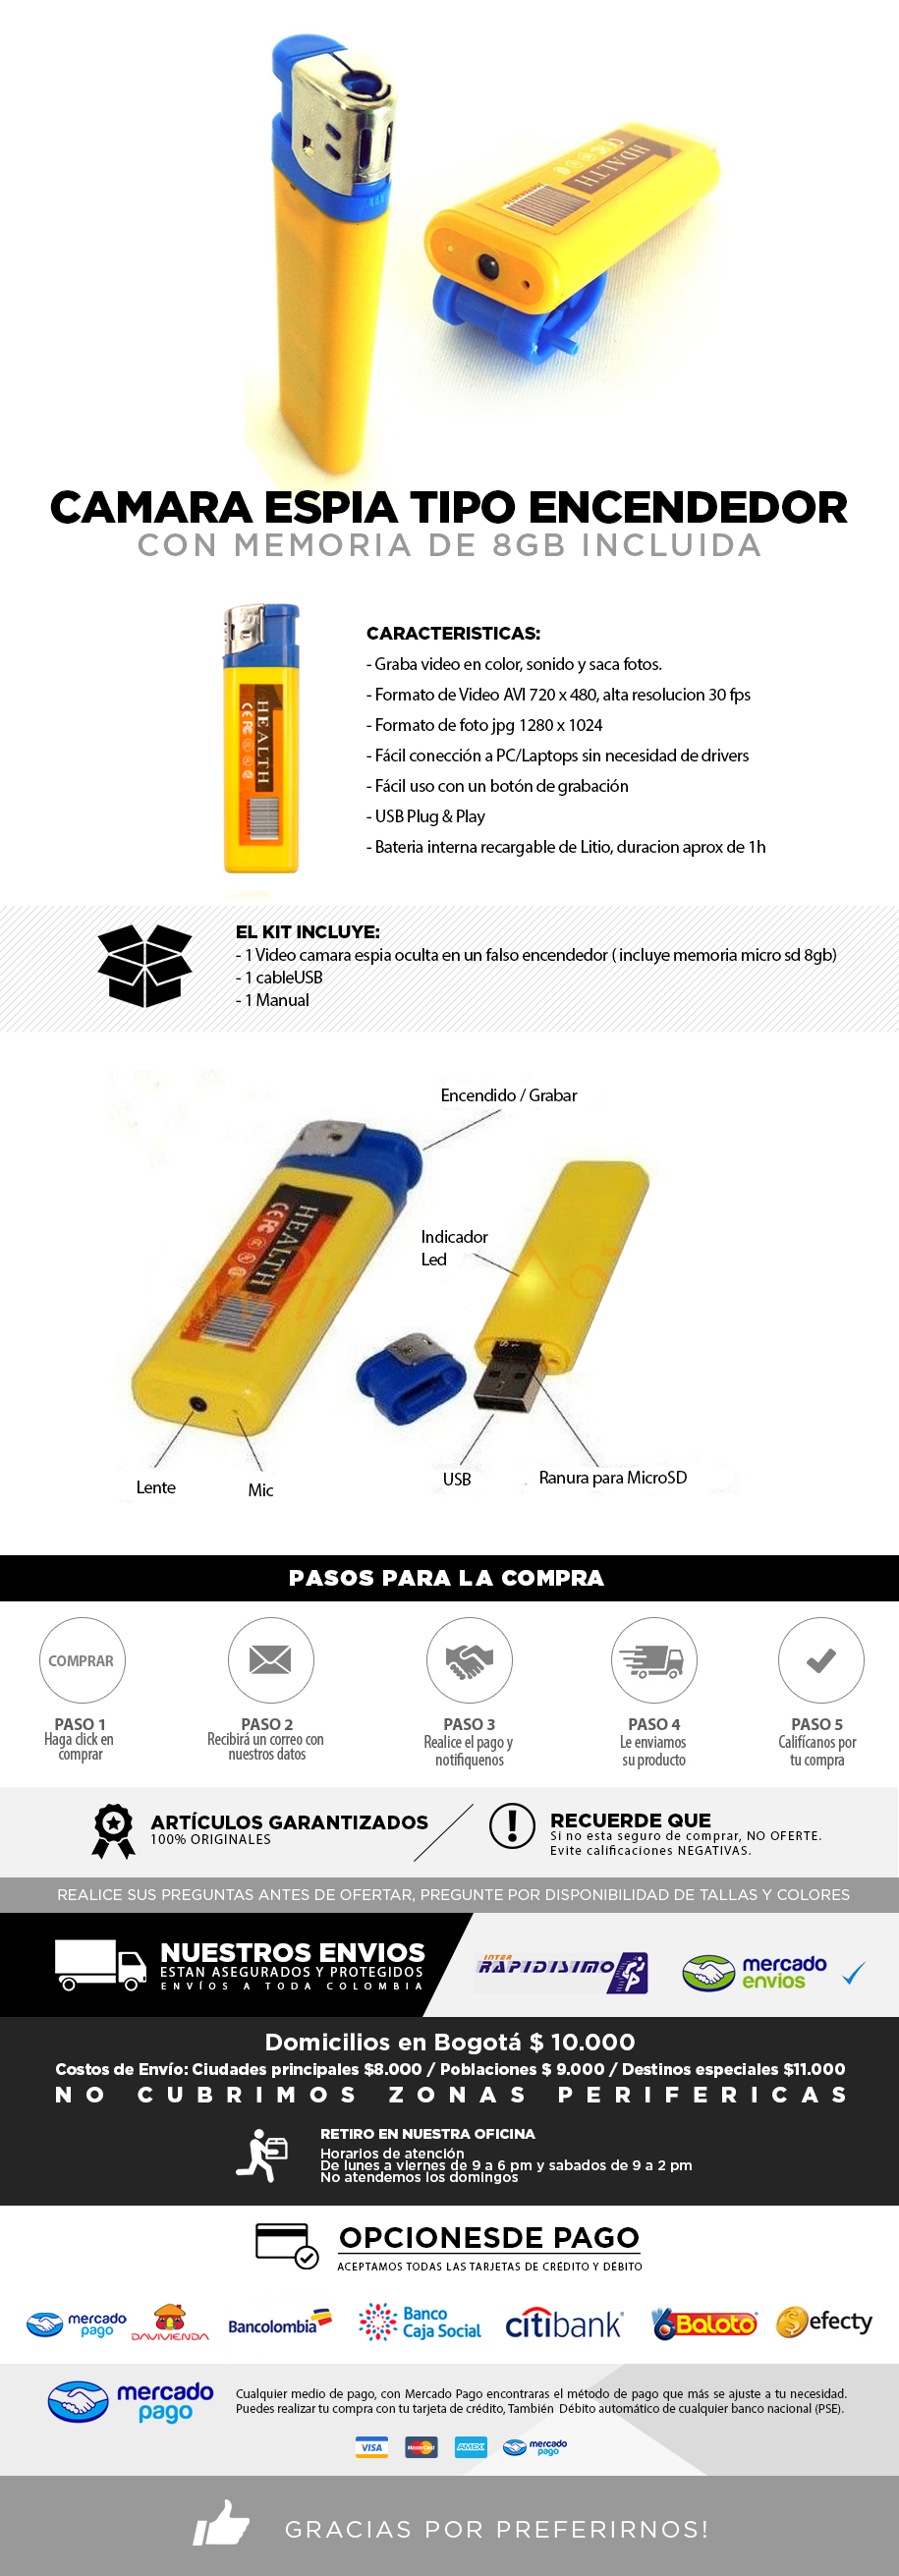 HDALTH
CAMARA ESPIA TIPO ENCENDEDOR
CON MEMORIA DE 8GB INCLUIDA
HEALTH
CE FC
CARACTERISTICAS:
- Graba video en color, sonido y saca fotos.
- Formato de Video AVI 720 x 480, alta resolucion 30 fps
- Formato de foto jpg 1280 x 1024
- Fácil conección a PC/Laptops sin necesidad de drivers
- Fácil uso con un botón de grabación
- USB Plug & Play
- Bateria interna recargable de Litio, duracion aprox de 1h
EL KIT INCLUYE:
- 1 Video camara espia oculta en un falso encendedor ( incluye memoria micro sd 8gb)
- 1 cableUSB
- 1 Manual
Encendido / Grabar
HEALTH
CE FC
Indicador
Led
Lente
Mic
USB
Ranura para MicroSD
PASOS PARA LA COMPRA
COMPRAR
PASO 1
Haga click en
comprar
PASO 2
Recibirá un correo con
nuestros datos
PASO 3
Realice el pago y
notifiquenos
PASO 4
Le enviamos
su producto
PASO 5
Califícanos por
tu compra
ARTÍCULOS GARANTIZADOS
100% ORIGINALES
RECUERDE QUE
Si no esta seguro de comprar, NO OFERTE.
Evite calificaciones NEGATIVAS.
REALICE SUS PREGUNTAS ANTES DE OFERTAR, PREGUNTE POR DISPONIBILIDAD DE TALLAS Y COLORES
NUESTROS ENVIOS
ESTAN ASEGURADOS Y PROTEGIDOS
ENVÍOS A TODA COLOMBIA
INTER
RAPIDISIMO
mercado
envios
Domicilios en Bogotá $ 10.000
Costos de Envío: Ciudades principales $8.000 / Poblaciones $ 9.000 / Destinos especiales $11.000
NO CUBRIMOS ZONAS PERIFERICAS
RETIRO EN NUESTRA OFICINA
Horarios de atención
De lunes a viernes de 9 a 6 pm y sabados de 9 a 2 pm
No atendemos los domingos
OPCIONESDE PAGO
ACEPTAMOS TODAS LAS TARJETAS DE CRÉDITO Y DÉBITO
mercado
pago
DAVIVIENDA
Bancolombia
Banco
Caja Social
citibank
Baloto
efecty
mercado
pago
Cualquier medio de pago, con Mercado Pago encontraras el método de pago que más se ajuste a tu necesidad.
Puedes realizar tu compra con tu tarjeta de crédito, También Débito automático de cualquier banco nacional (PSE).
VISA
MasterCard
AMEX
mercado
pago
GRACIAS POR PREFERIRNOS!